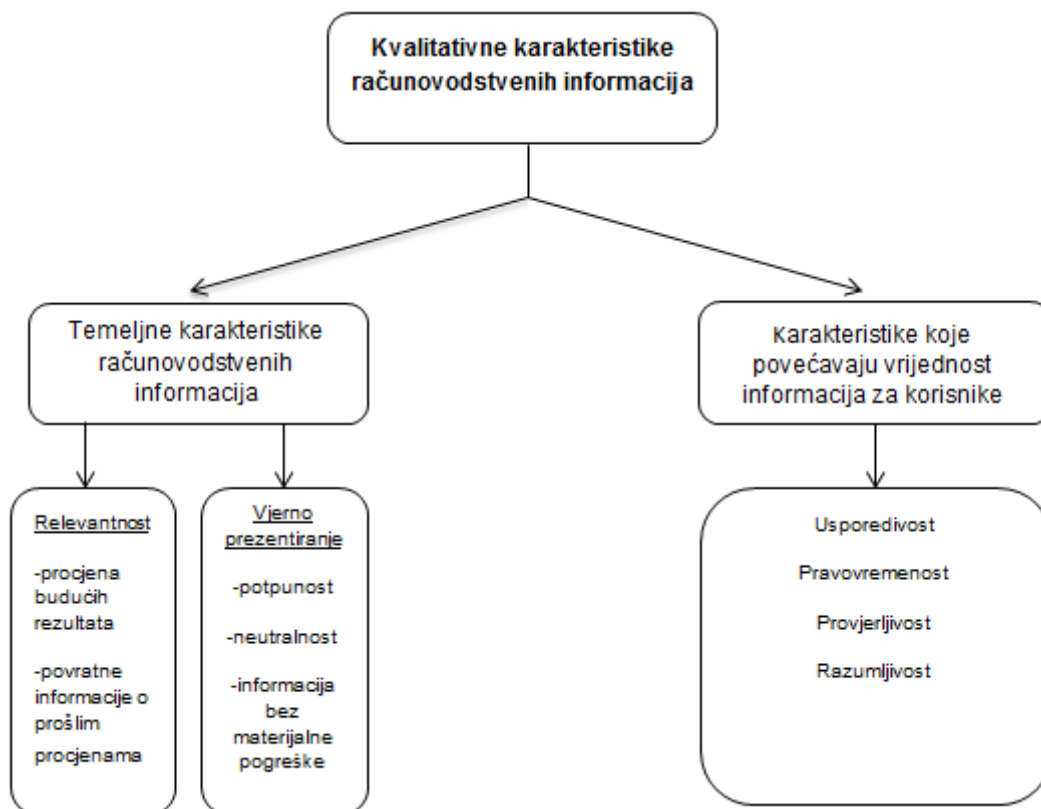 Kvalitativne karakteristike
računovodstvenih informacija
Temeljne karakteristike
računovodstvenih
informacija
Karakteristike koje
povećavaju vrijednost
informacija za korisnike
Relevantnost
-procjena
budućih
rezultata
-povratne
informacije o
prošlim
procjenama
Vjerno
prezentiranje
-potpunost
-neutralnost
-informacija
bez
materijalne
pogreške
Usporedivost
Pravovremenost
Provjerljivost
Razumljivost